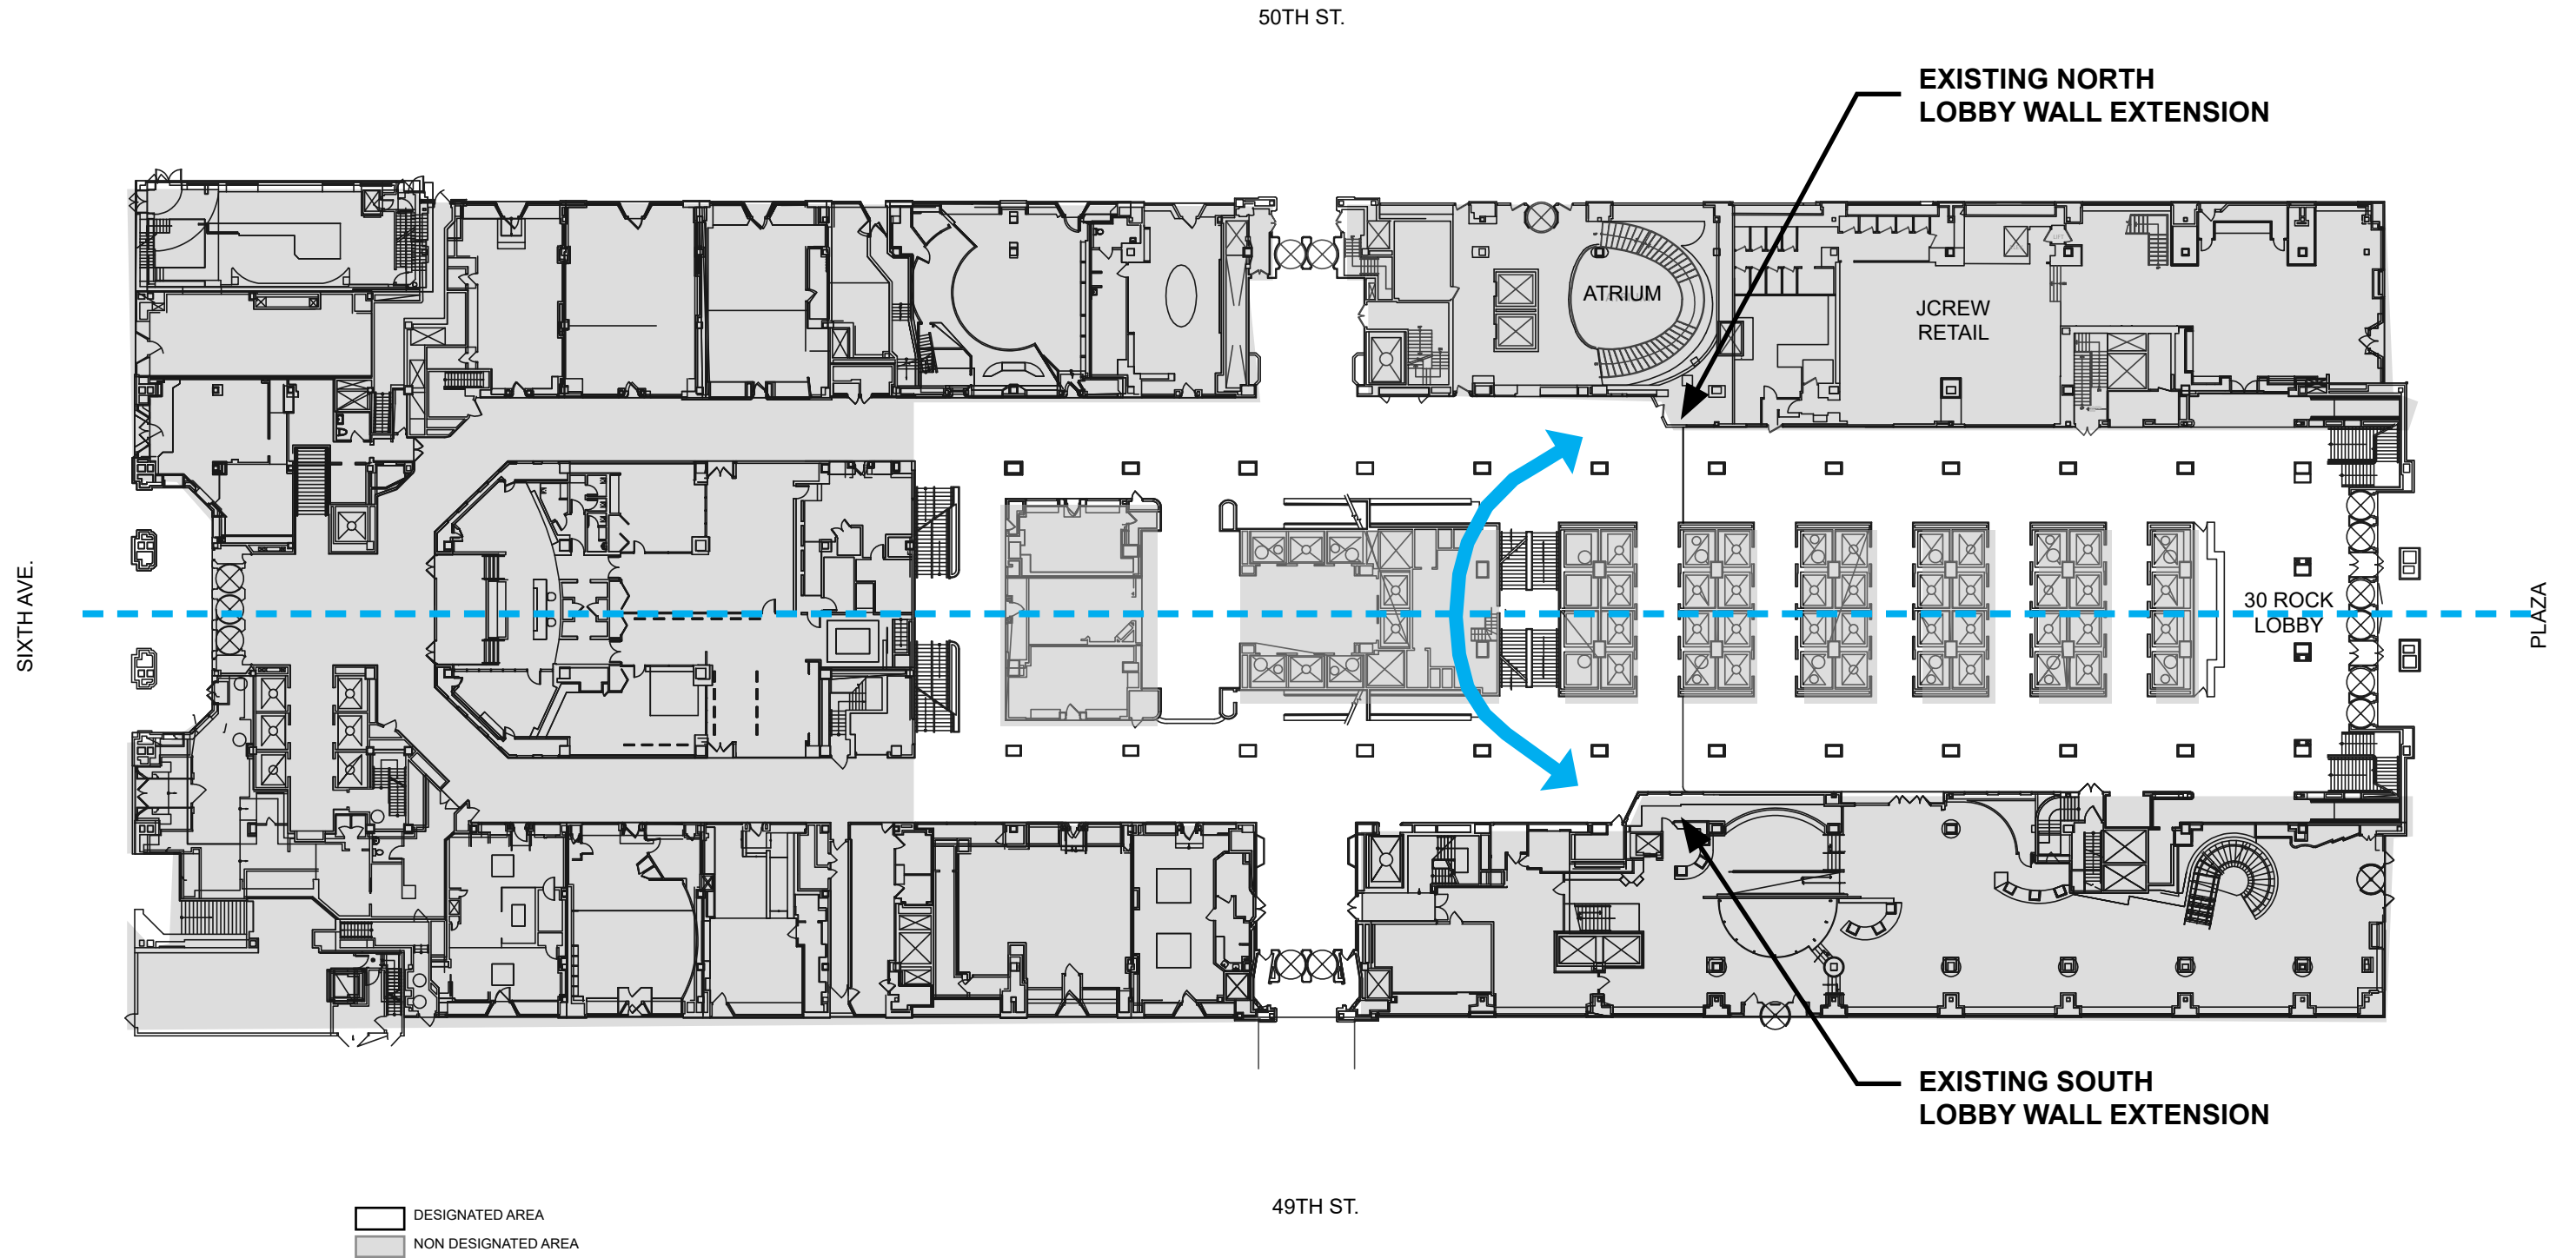 50TH ST.
EXISTING NORTH
LOBBY WALL EXTENSION
ATRIUM
JCREW
RETAIL
SIXTH AVE.
30 ROCK
LOBBY
PLAZA
EXISTING SOUTH
LOBBY WALL EXTENSION
49TH ST.
DESIGNATED AREA
NON DESIGNATED AREA